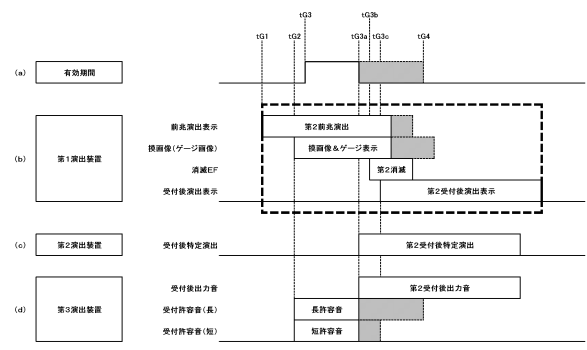 tG3
tG3b
tG1
tG2
tG3a
tG3c
tG4
(a)
有効期間
(b)
第1演出装置
前兆演出表示
第2前兆演出
摸画像(ゲージ画像)
摸画像&ゲージ表示
消滅EF
第2消滅
受付後演出表示
第2受付後演出表示
(c)
第2演出装置
受付後特定演出
第2受付後特定演出
(d)
第3演出装置
受付後出力音
第2受付後出力音
受付許容音(長)
長許容音
受付許容音(短)
短許容音